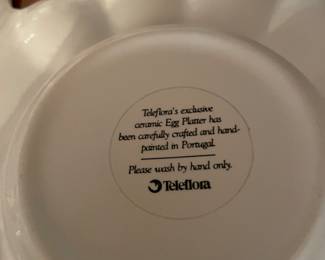 Teleflora's exclusive
ceramic Egg Platter has
been carefully crafted and hand-
painted in Portugal.
Please wash by hand only.
Teleflora